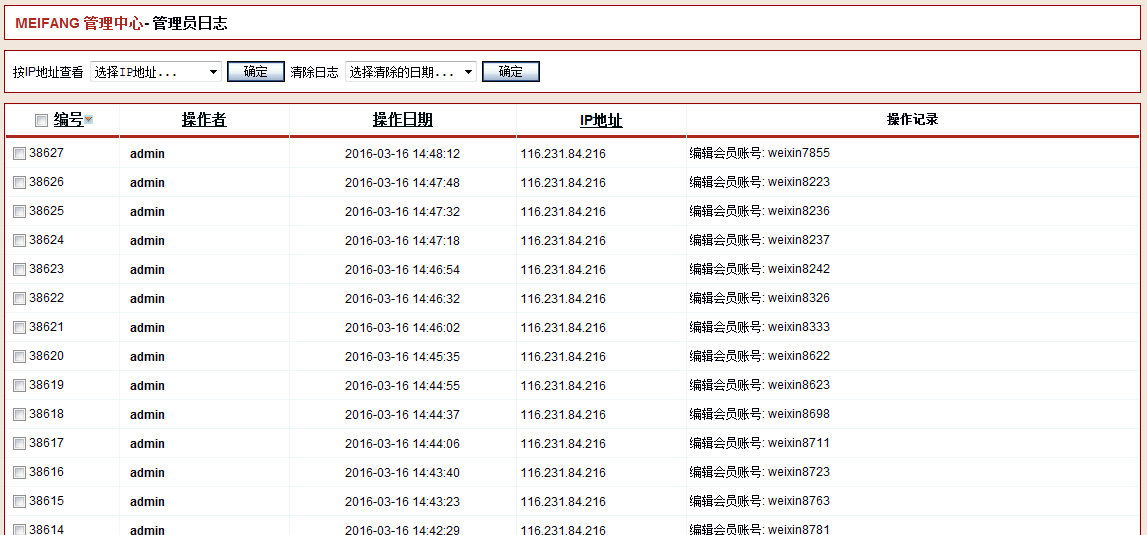 MEIFANG 管理中心 - 管理员日志
按IP地址查看 选择IP地址... 确定 清除日志 选择清除的日期... 确定
编号 操作者 操作日期 IP地址 操作记录
38627 admin 2016-03-16 14:48:12 116.231.84.216 编辑会员账号: weixin7855
38626 admin 2016-03-16 14:47:48 116.231.84.216 编辑会员账号: weixin8223
38625 admin 2016-03-16 14:47:32 116.231.84.216 编辑会员账号: weixin8236
38624 admin 2016-03-16 14:47:18 116.231.84.216 编辑会员账号: weixin8237
38623 admin 2016-03-16 14:46:54 116.231.84.216 编辑会员账号: weixin8242
38622 admin 2016-03-16 14:46:32 116.231.84.216 编辑会员账号: weixin8326
38621 admin 2016-03-16 14:46:02 116.231.84.216 编辑会员账号: weixin8333
38620 admin 2016-03-16 14:45:35 116.231.84.216 编辑会员账号: weixin8622
38619 admin 2016-03-16 14:44:55 116.231.84.216 编辑会员账号: weixin8623
38618 admin 2016-03-16 14:44:37 116.231.84.216 编辑会员账号: weixin8698
38617 admin 2016-03-16 14:44:06 116.231.84.216 编辑会员账号: weixin8711
38616 admin 2016-03-16 14:43:40 116.231.84.216 编辑会员账号: weixin8723
38615 admin 2016-03-16 14:43:23 116.231.84.216 编辑会员账号: weixin8763
38614 admin 2016-03-16 14:42:29 116.231.84.216 编辑会员账号: weixin8781